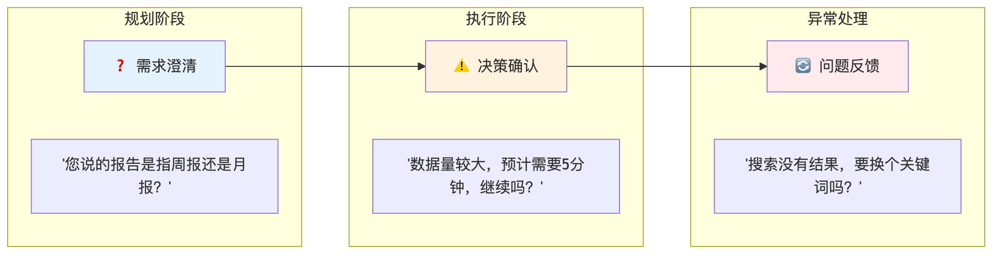 规划阶段
❓ 需求澄清
'您说的报告是指周报还是月
报？'
执行阶段
⚠️ 决策确认
'数据量较大，预计需要5分
钟，继续吗？'
异常处理
🔄 问题反馈
'搜索没有结果，要换个关键
词吗？'